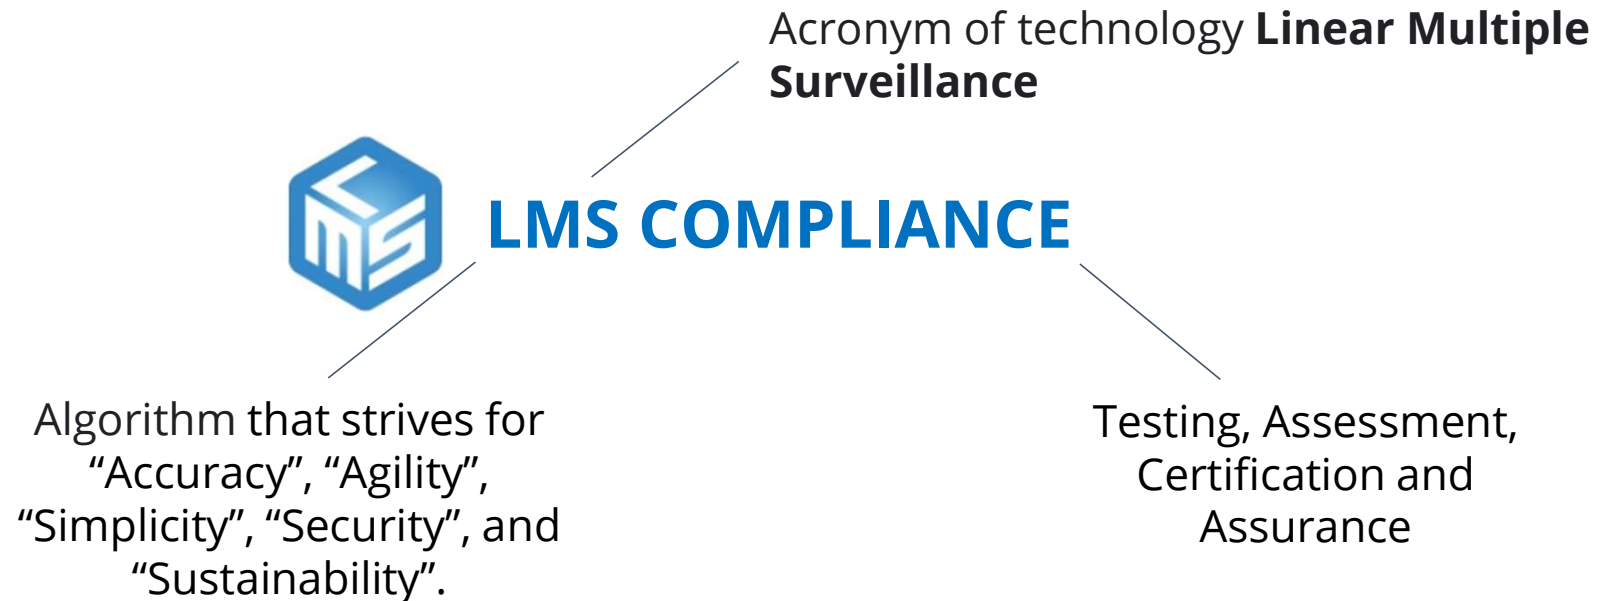 Acronym of technology Linear Multiple
Surveillance
LMS
LMS COMPLIANCE
Algorithm that strives for
“Accuracy”, “Agility”,
“Simplicity”, “Security”, and
“Sustainability”.
Testing, Assessment,
Certification and
Assurance